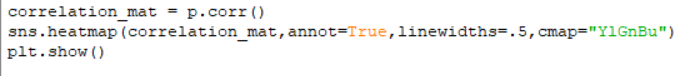 correlation_mat = p.corr()
sns.heatmap(correlation_mat,annot=True,linewidths=.5,cmap="YlGnBu")
plt.show()